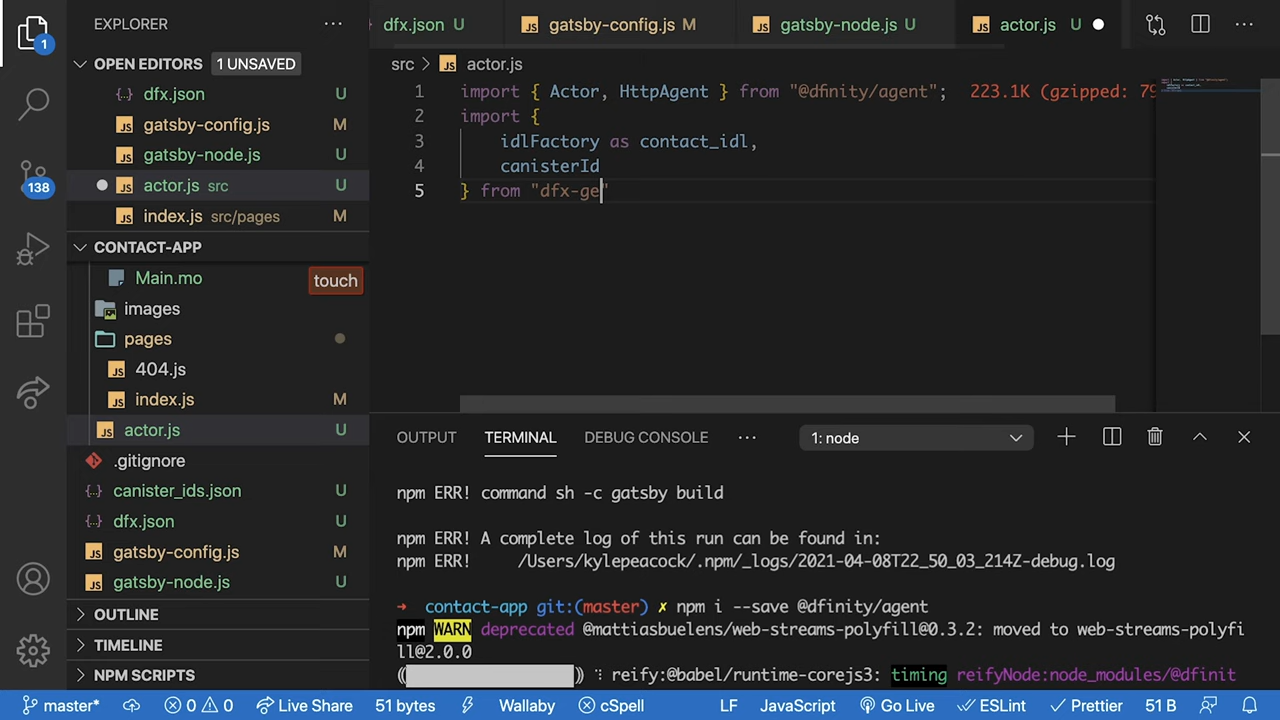 EXPLORER ···
dfx.json U gatsby-config.js M gatsby-node.js U actor.js U ···
1
OPEN EDITORS 1 UNSAVED
src > actor.js
dfx.json U
gatsby-config.js M
gatsby-node.js U
actor.js src U
index.js src/pages M
1 import { Actor, HttpAgent } from "@dfinity/agent"; 223.1K (gzipped: 79
2 import {
3 idlFactory as contact_idl,
4 canisterId
5 } from "dfx-ge"
138
CONTACT-APP
Main.mo touch
images
pages
404.js
index.js M
actor.js U
.gitignore
canister_ids.json U
dfx.json U
gatsby-config.js M
gatsby-node.js U
OUTLINE
TIMELINE
NPM SCRIPTS
OUTPUT TERMINAL DEBUG CONSOLE ··· 1: node
npm ERR! command sh -c gatsby build
npm ERR! A complete log of this run can be found in:
npm ERR! /Users/kylepeacock/.npm/_logs/2021-04-08T22_50_03_214Z-debug.log
→ contact-app git:(master) ✗ npm i --save @dfinity/agent
npm WARN deprecated @mattiasbuelens/web-streams-polyfill@0.3.2: moved to web-streams-polyfi
ll@2.0.0
( ) ⠸ reify:@babel/runtime-corejs3: timing reifyNode:node_modules/@dfinit
master* 0 0 Live Share 51 bytes Wallaby cSpell LF JavaScript Go Live ESLint Prettier 51 B